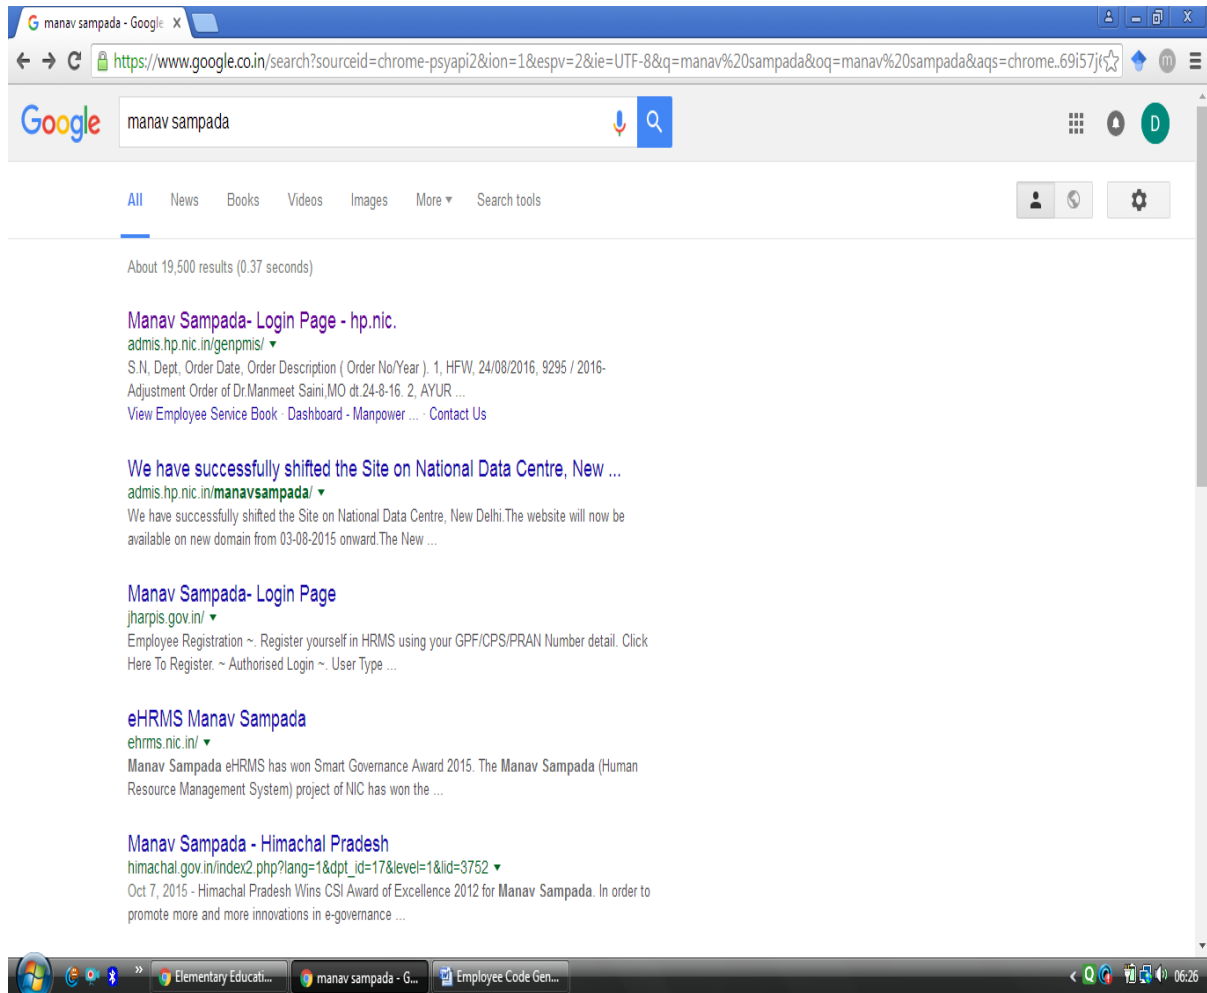 manav sampada - Google
https://www.google.co.in/search?sourceid=chrome-psyapi2&ion=1&espv=2&ie=UTF-8&q=manav%20sampada&oq=manav%20sampada&aqs=chrome..69i57j
m
Google
manav sampada
D
All News Books Videos Images More Search tools
About 19,500 results (0.37 seconds)
Manav Sampada- Login Page - hp.nic.
admis.hp.nic.in/genpmis/
S.N, Dept, Order Date, Order Description ( Order No/Year ). 1, HFW, 24/08/2016, 9295 / 2016-
Adjustment Order of Dr.Manmeet Saini,MO dt.24-8-16. 2, AYUR ...
View Employee Service Book · Dashboard - Manpower ... · Contact Us
We have successfully shifted the Site on National Data Centre, New ...
admis.hp.nic.in/manavsampada/
We have successfully shifted the Site on National Data Centre, New Delhi.The website will now be
available on new domain from 03-08-2015 onward.The New ...
Manav Sampada- Login Page
jharpis.gov.in/
Employee Registration ~. Register yourself in HRMS using your GPF/CPS/PRAN Number detail. Click
Here To Register. ~ Authorised Login ~. User Type ...
eHRMS Manav Sampada
ehrms.nic.in/
Manav Sampada eHRMS has won Smart Governance Award 2015. The Manav Sampada (Human
Resource Management System) project of NIC has won the ...
Manav Sampada - Himachal Pradesh
himachal.gov.in/index2.php?lang=1&dpt_id=17&level=1&lid=3752
Oct 7, 2015 - Himachal Pradesh Wins CSI Award of Excellence 2012 for Manav Sampada. In order to
promote more and more innovations in e-governance ...
Elementary Educati... manav sampada - G... Employee Code Gen... 06:26